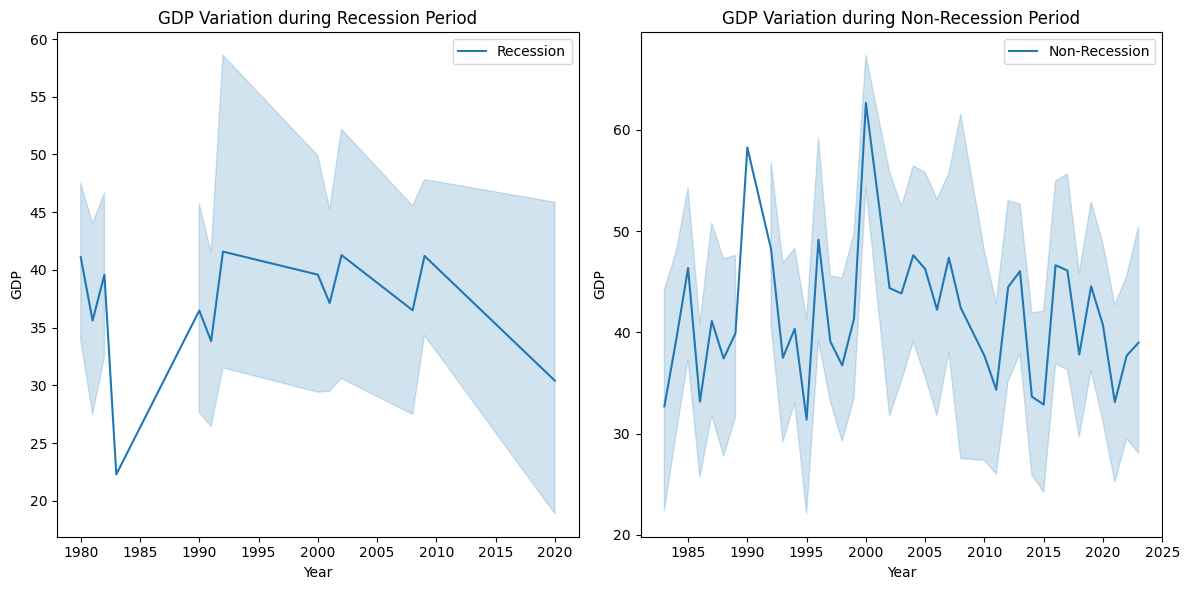 GDP Variation during Recession Period
GDP
60
55
50
45
40
35
30
25
20
1980 1985 1990 1995 2000 2005 2010 2015 2020
Year
Recession
GDP Variation during Non-Recession Period
GDP
60
50
40
30
20
1985 1990 1995 2000 2005 2010 2015 2020 2025
Year
Non-Recession